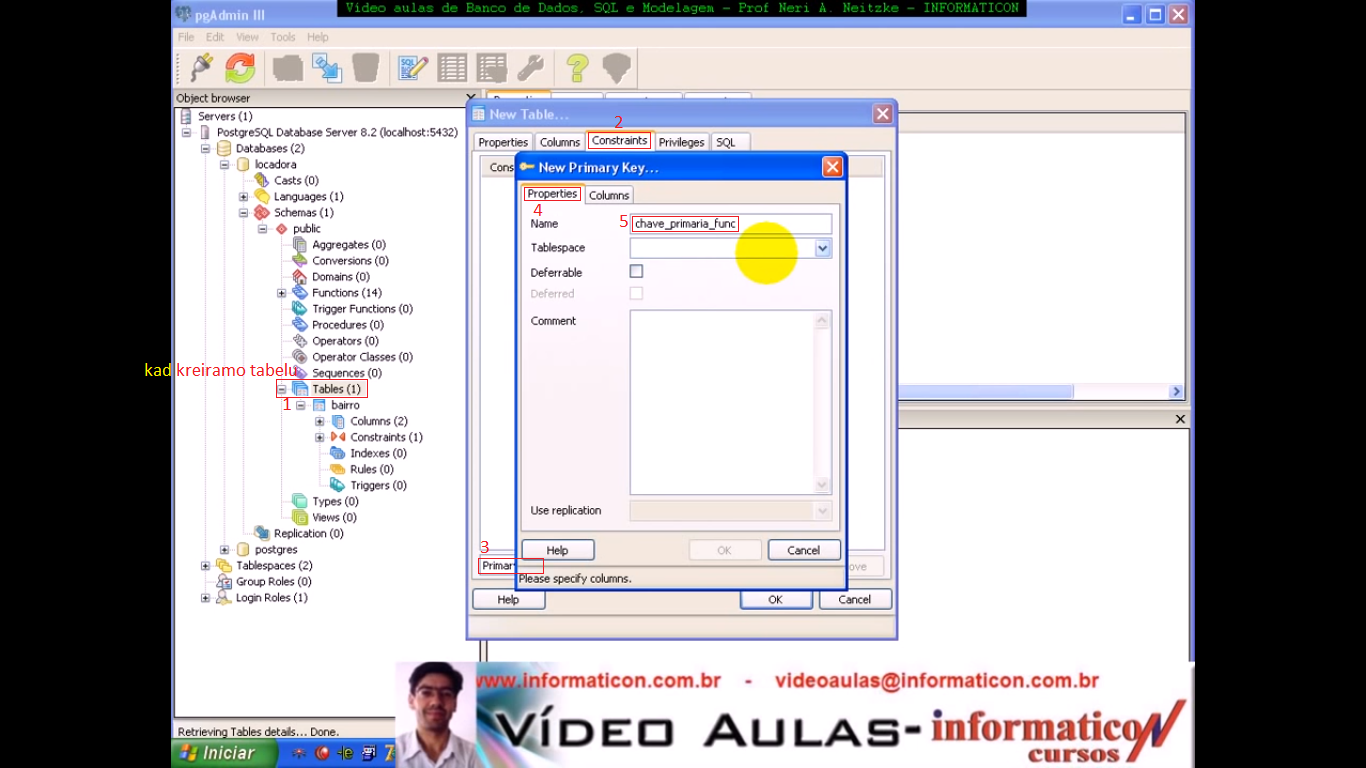 Vídeo aulas de Banco de Dados, SQL e Modelagem - Prof Neri A. Neitzke - INFORMATICON
pgAdmin III
File Edit View Tools Help
Object browser
Servers (1)
PostgreSQL Database Server 8.2 (localhost:5432)
Databases (2)
locadora
Casts (0)
Languages (1)
Schemas (1)
public
Aggregates (0)
Conversions (0)
Domains (0)
Functions (14)
Trigger Functions (0)
Procedures (0)
Operators (0)
Operator Classes (0)
Sequences (0)
kad kreiramo tabelu
Tables (1)
1
bairro
Columns (2)
Constraints (1)
Indexes (0)
Rules (0)
Triggers (0)
Types (0)
Views (0)
Replication (0)
postgres
Tablespaces (2)
Group Roles (0)
Login Roles (1)
New Table...
2
Properties Columns Constraints Privileges SQL
Cons
New Primary Key...
Properties Columns
4
Name 5 chave_primaria_func
Tablespace
Deferrable
Deferred
Comment
Use replication
Help OK Cancel
Please specify columns.
3
Primar
ove
Help OK Cancel
Retrieving Tables details... Done.
Iniciar
www.informaticon.com.br - videoaulas@informaticon.com.br
VÍDEO AULAS- informaticoN
cursos